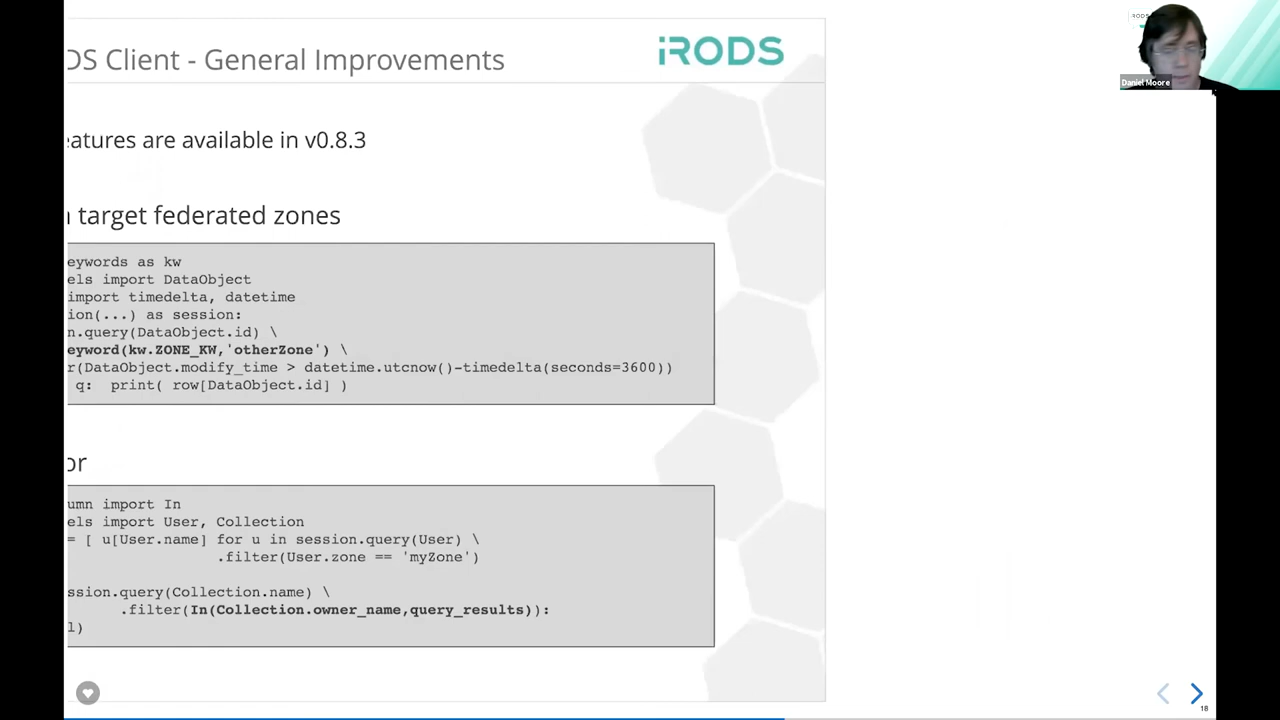 DS Client - General Improvements
iRODS
eatures are available in v0.8.3
n target federated zones
eywords as kw
els import DataObject
import timedelta, datetime
ion(...) as session:
n.query(DataObject.id) \
eyword(kw.ZONE_KW,'otherZone') \
r(DataObject.modify_time > datetime.utcnow()-timedelta(seconds=3600))
q: print( row[DataObject.id] )
or
umn import In
els import User, Collection
= [ u[User.name] for u in session.query(User) \
.filter(User.zone == 'myZone')
ssion.query(Collection.name) \
.filter(In(Collection.owner_name,query_results)):
l)
RODS
Daniel Moore
18